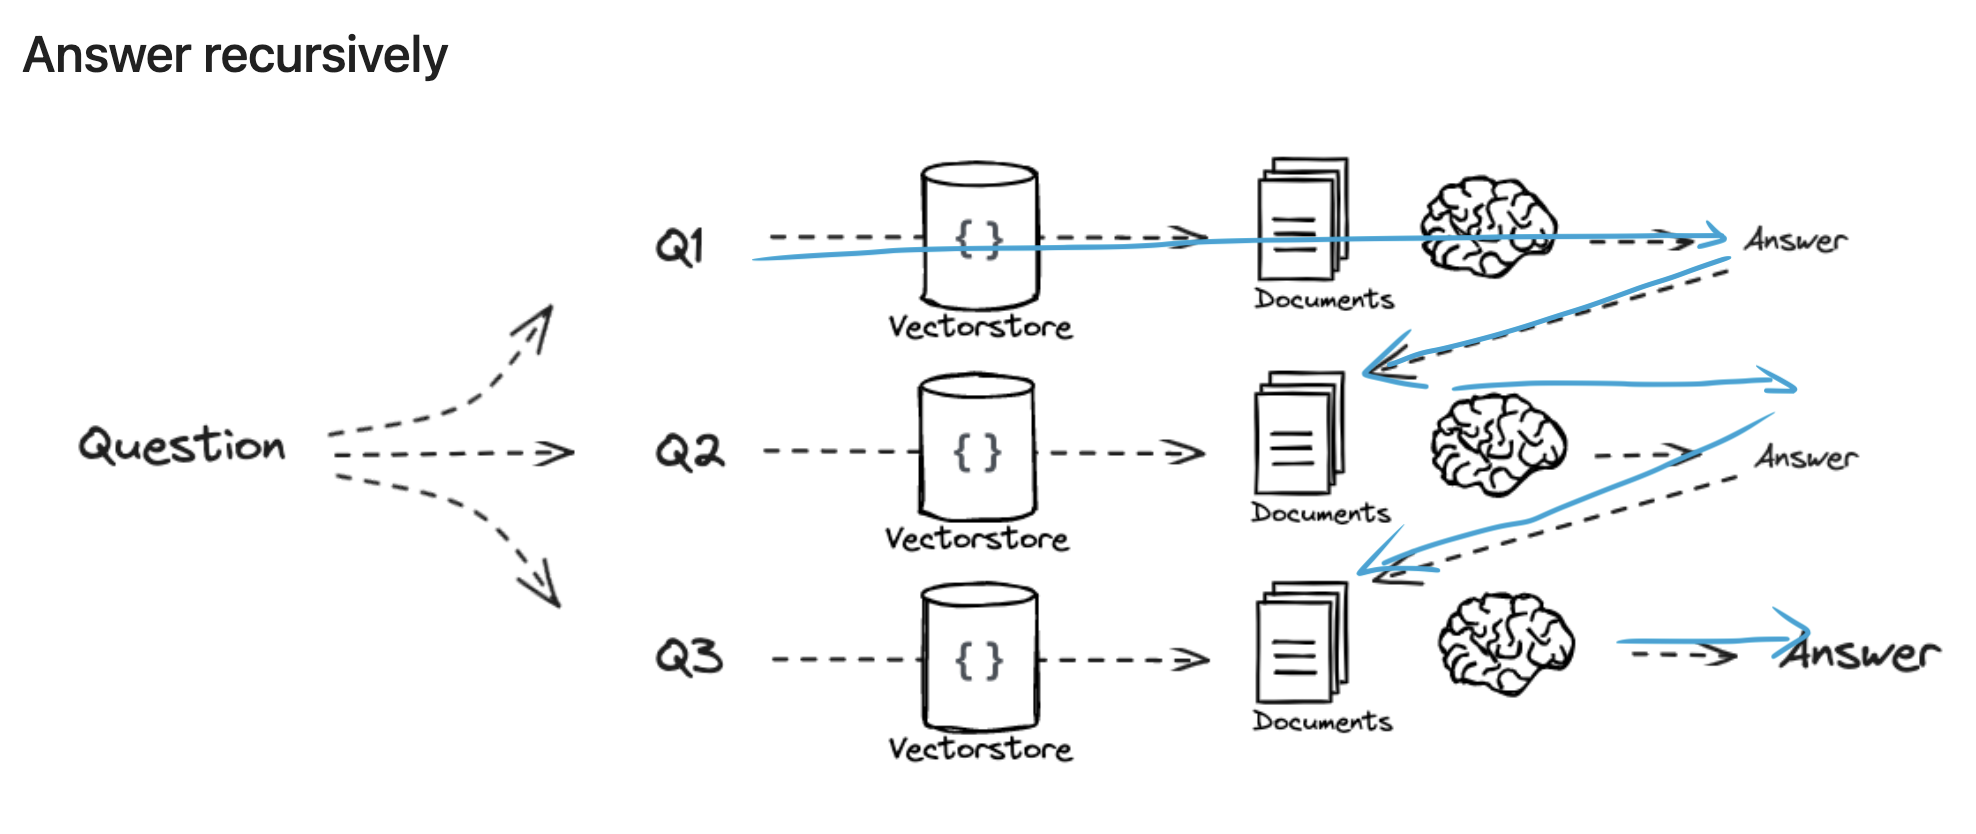 Answer recursively
Q1
{ }
Answer
Documents
Vectorstore
Question
Q2
{ }
Answer
Documents
Vectorstore
Q3
{ }
Answer
Documents
Vectorstore